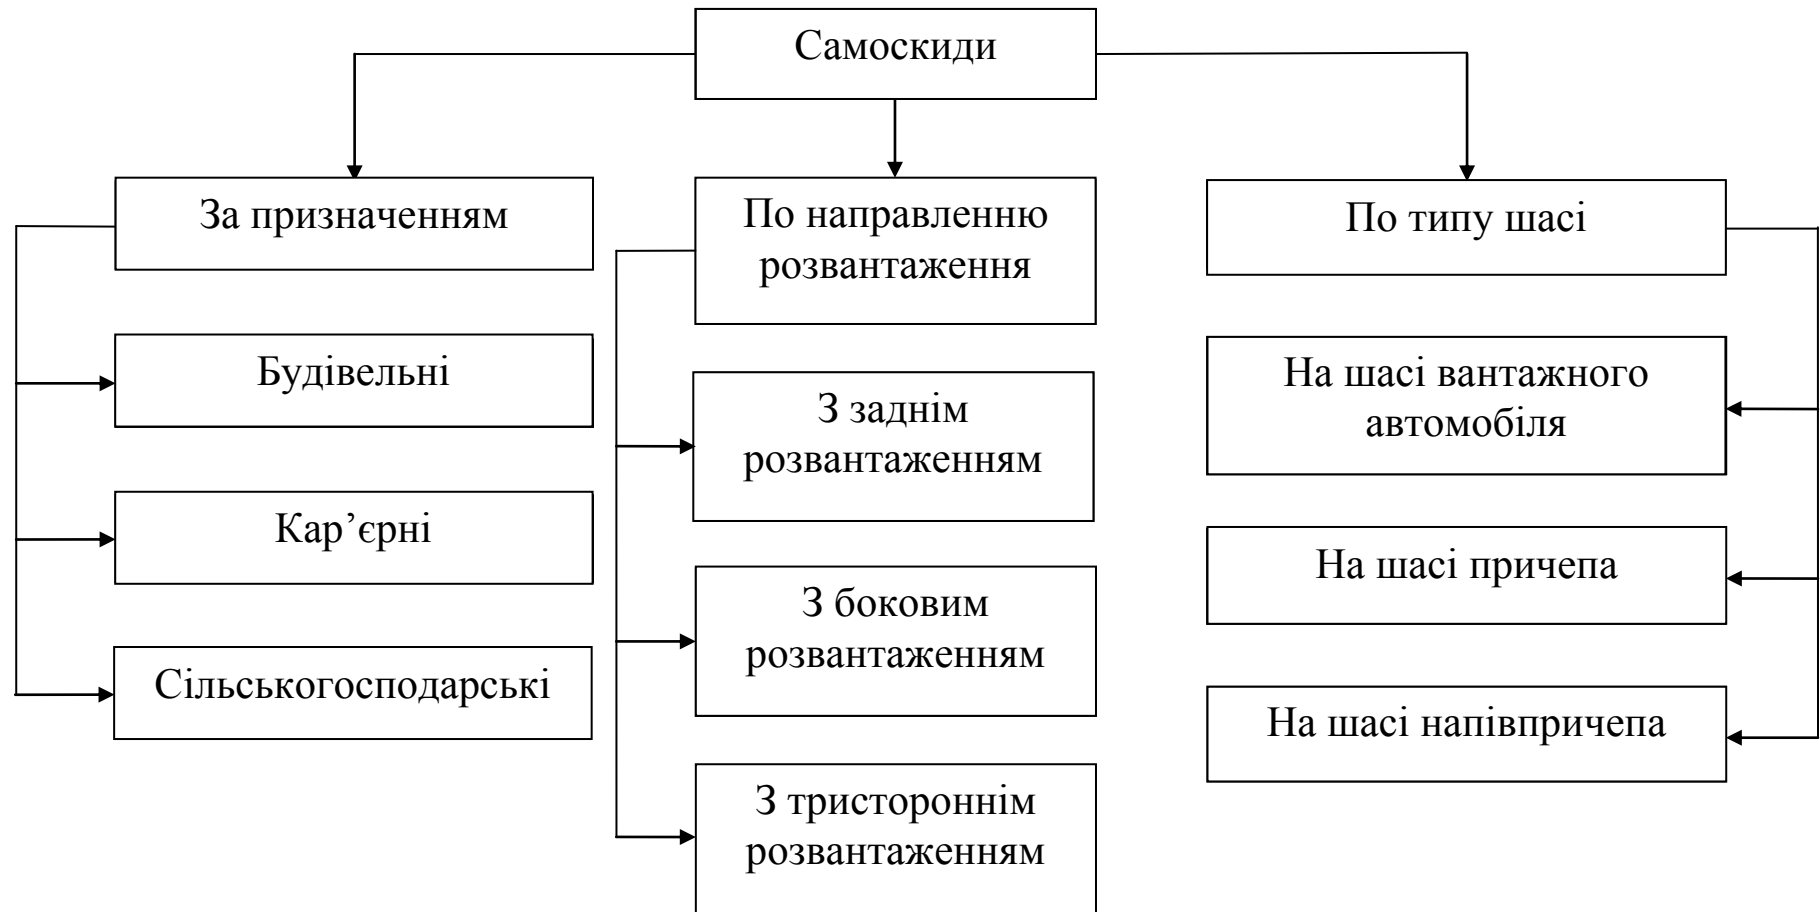 Самоскиди
За призначенням
Будівельні
Кар’єрні
Сільськогосподарські
По направленню
розвантаження
З заднім
розвантаженням
З боковим
розвантаженням
З тристороннім
розвантаженням
По типу шасі
На шасі вантажного
автомобіля
На шасі причепа
На шасі напівпричепа